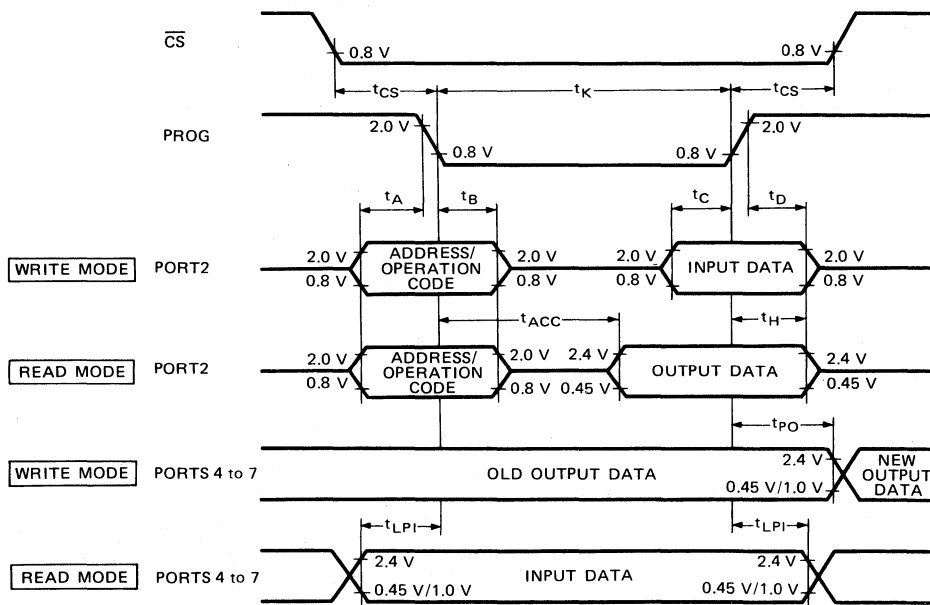 CS
0.8 V 0.8 V
tCS tK tCS
PROG 2.0 V 2.0 V
0.8 V 0.8 V
tA tB tC tD
WRITE MODE PORT2 2.0 V ADDRESS/ OPERATION CODE 2.0 V 2.0 V INPUT DATA 2.0 V
0.8 V 0.8 V 0.8 V 0.8 V
tACC tH
READ MODE PORT2 2.0 V ADDRESS/ OPERATION CODE 2.0 V 2.4 V OUTPUT DATA 2.4 V
0.8 V 0.8 V 0.45 V 0.45 V
tPO
WRITE MODE PORTS 4 to 7 OLD OUTPUT DATA 2.4 V NEW OUTPUT DATA
0.45 V/1.0 V
tLPI tLPI
READ MODE PORTS 4 to 7 2.4 V INPUT DATA 2.4 V
0.45 V/1.0 V 0.45 V/1.0 V